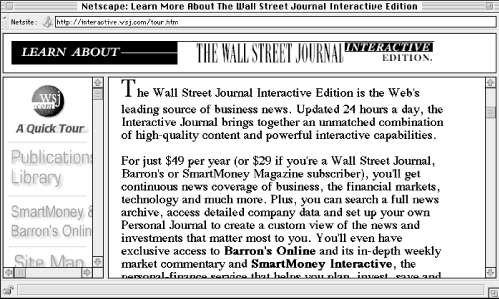 Netscape: Learn More About The Wall Street Journal Interactive Edition
Netsite: http://interactive.wsj.com/tour.htm
LEARN ABOUT
THE WALL STREET JOURNAL INTERACTIVE
EDITION.
wsj
.com
A Quick Tour
Publications
Library
SmartMoney &
Barron's Online
Site Map
The Wall Street Journal Interactive Edition is the Web's
leading source of business news. Updated 24 hours a day, the
Interactive Journal brings together an unmatched combination
of high-quality content and powerful interactive capabilities.
For just $49 per year (or $29 if you're a Wall Street Journal,
Barron's or SmartMoney Magazine subscriber), you'll get
continuous news coverage of business, the financial markets,
technology and much more. Plus, you can search a full news
archive, access detailed company data and set up your own
Personal Journal to create a custom view of the news and
investments that matter most to you. You'll even have
exclusive access to Barron's Online and its in-depth weekly
market commentary and SmartMoney Interactive, the
personal-finance service that helps you plan, invest, save and